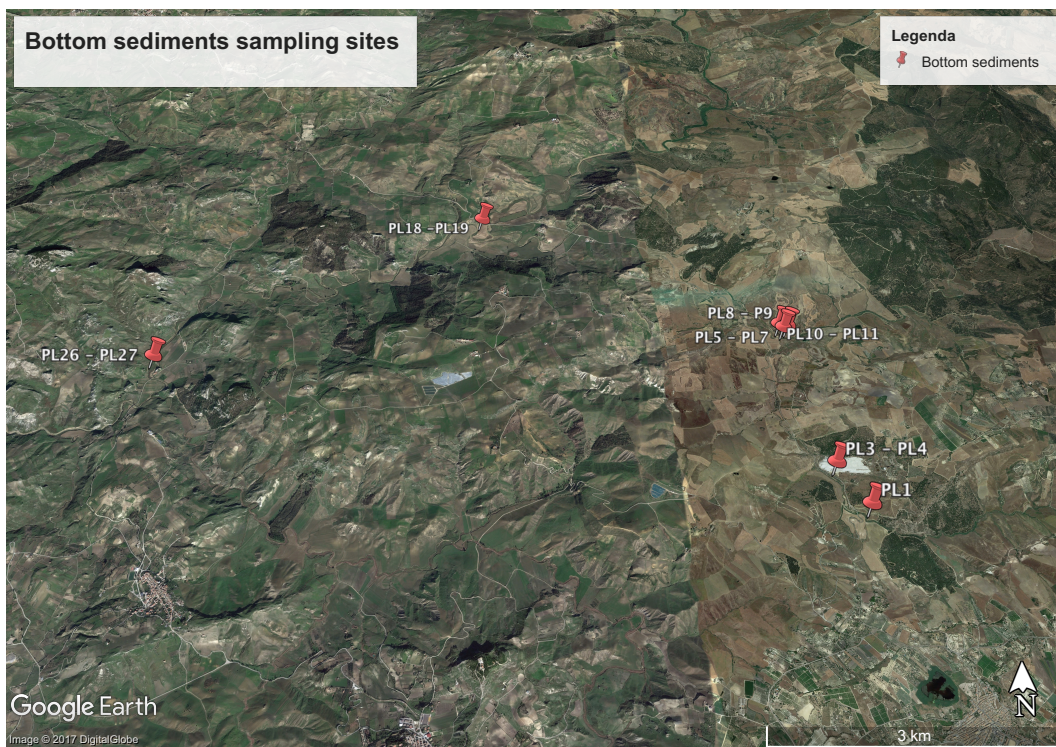 Bottom sediments sampling sites
Legenda
Bottom sediments
PL18 -PL19
PL8 - P9
PL5 - PL7
PL10 - PL11
PL26 - PL27
PL3 - PL4
PL1
Google Earth
N
3 km
Image © 2017 DigitalGlobe